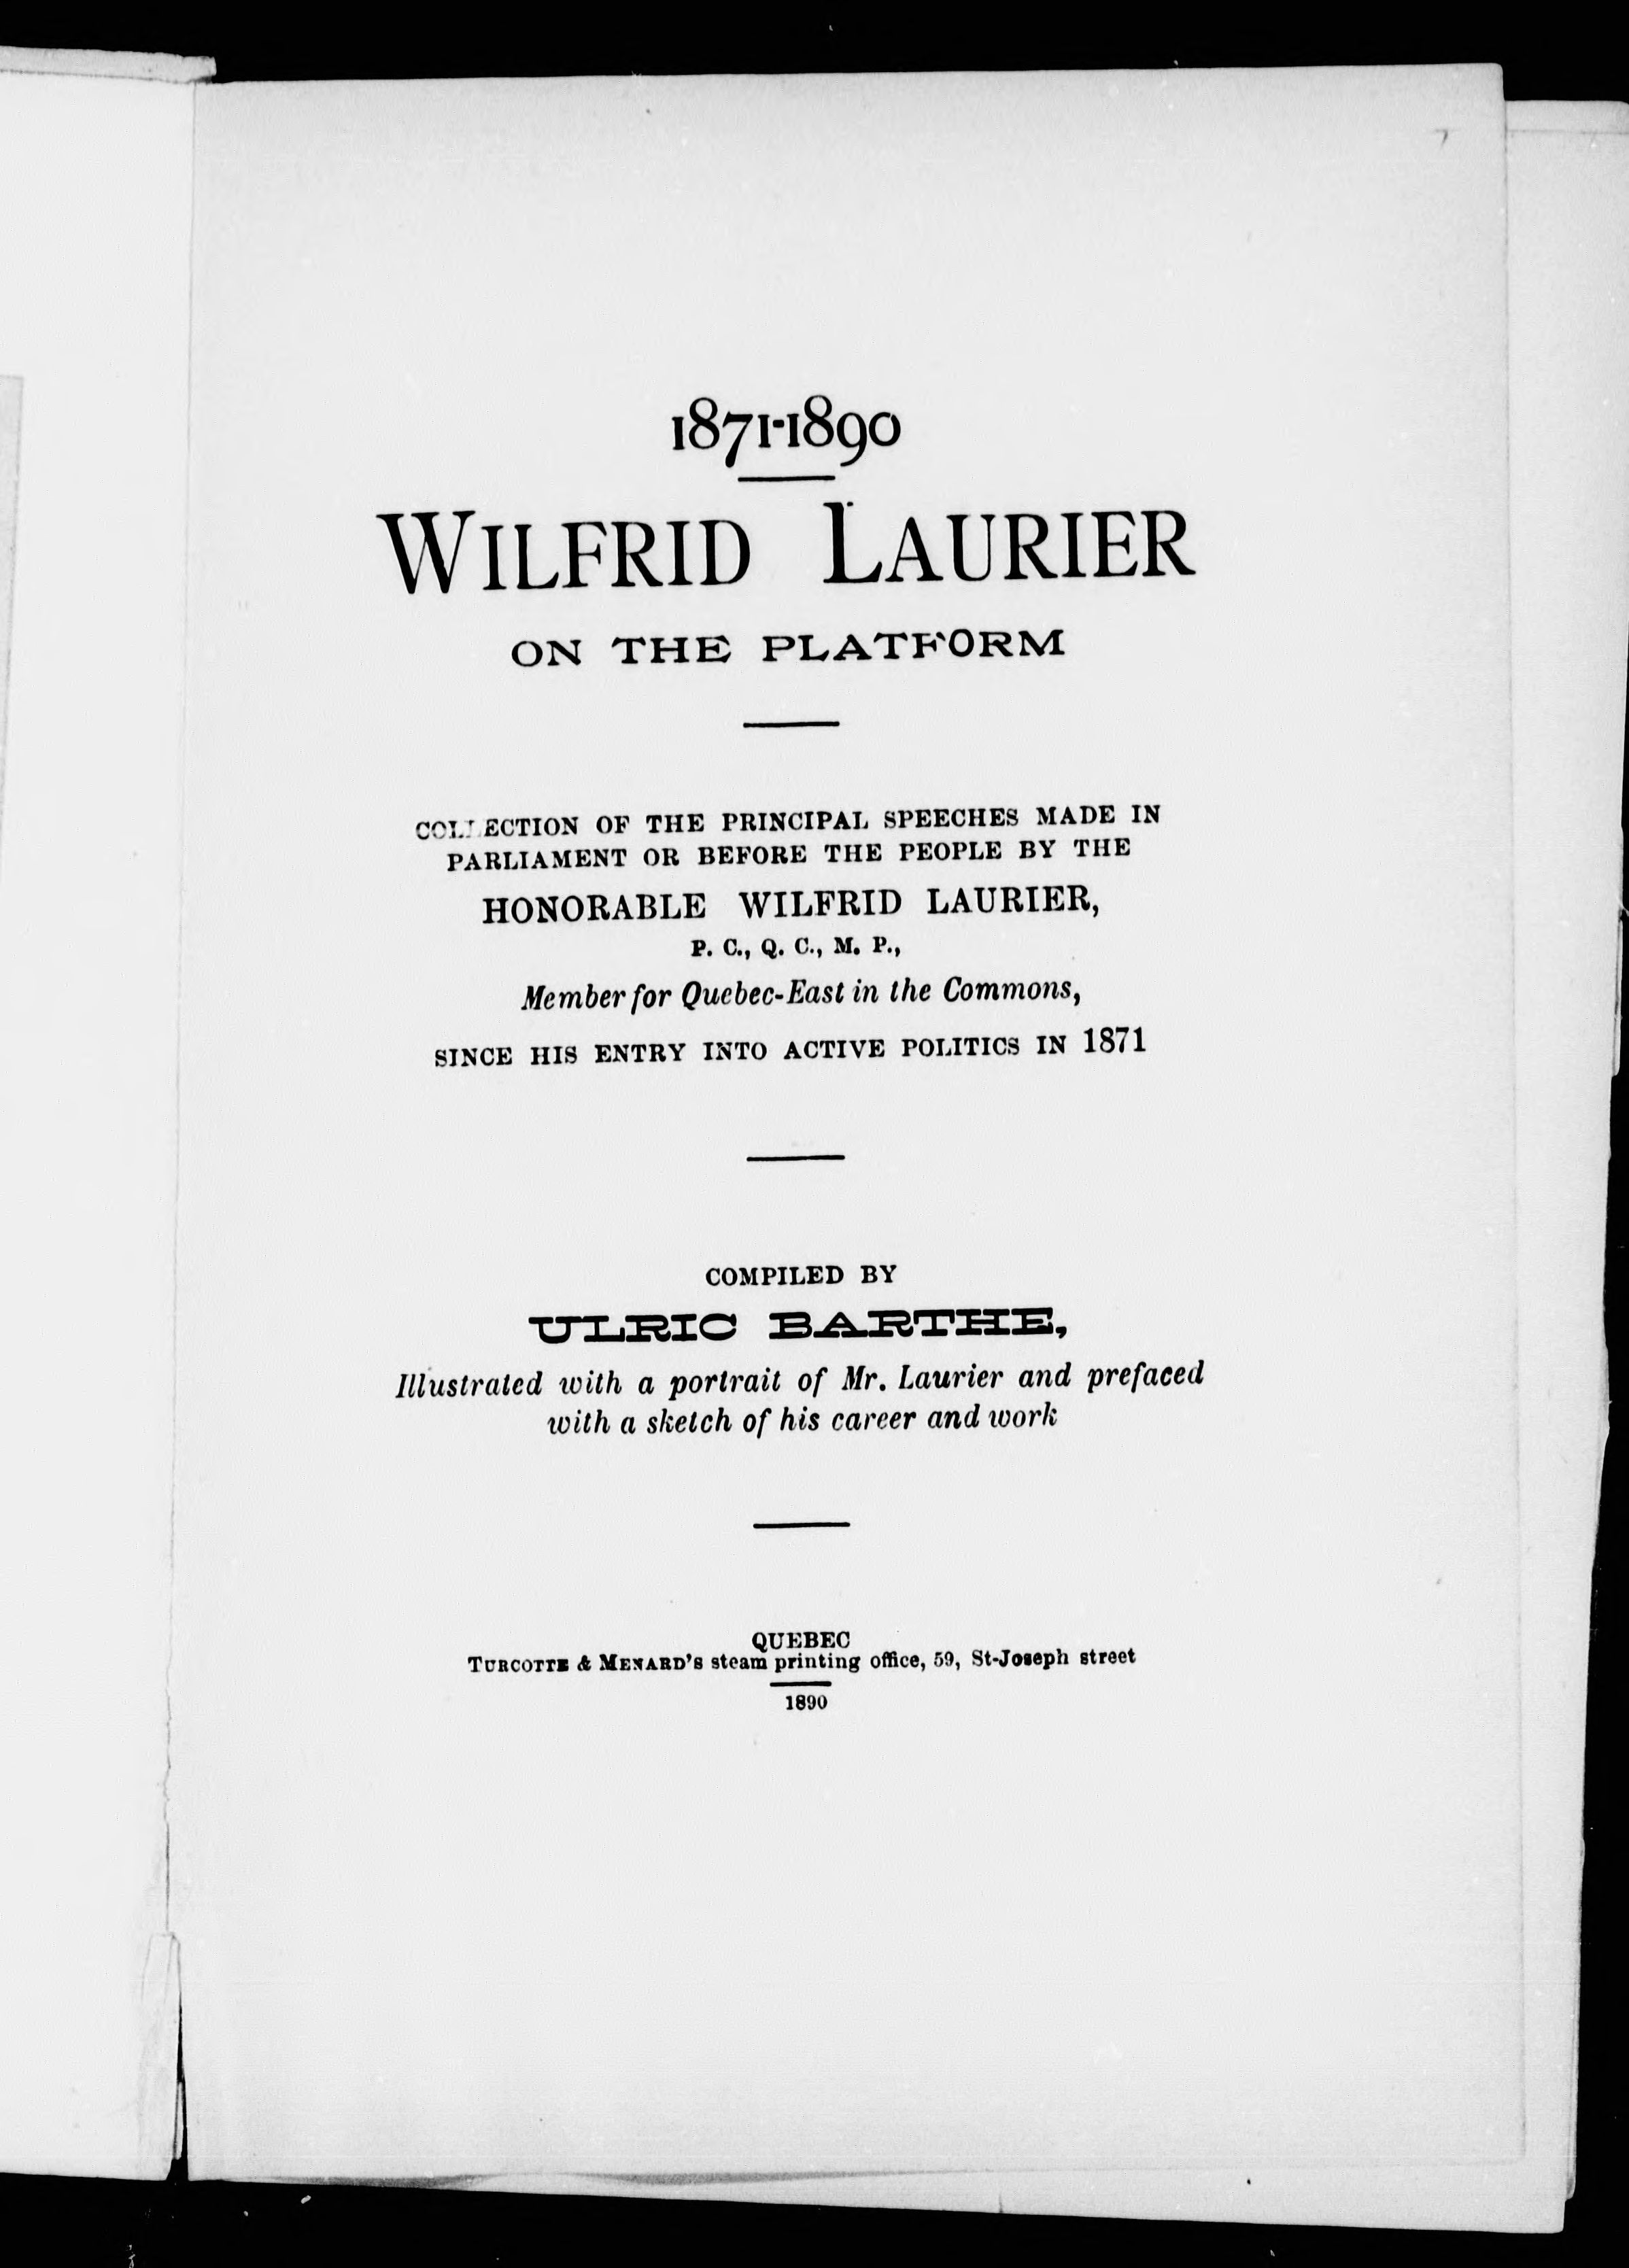 1871-1890
WILFRID LAURIER
ON THE PLATFORM
COLLECTION OF THE PRINCIPAL SPEECHES MADE IN
PARLIAMENT OR BEFORE THE PEOPLE BY THE
HONORABLE WILFRID LAURIER,
P. C., Q. C., M. P.,
Member for Quebec-East in the Commons,
SINCE HIS ENTRY INTO ACTIVE POLITICS IN 1871
COMPILED BY
ULRIC BARTHE,
Illustrated with a portrait of Mr. Laurier and prefaced
with a sketch of his career and work
QUEBEC
TURCOTTE & MENARD'S steam printing office, 59, St-Joseph street
1890